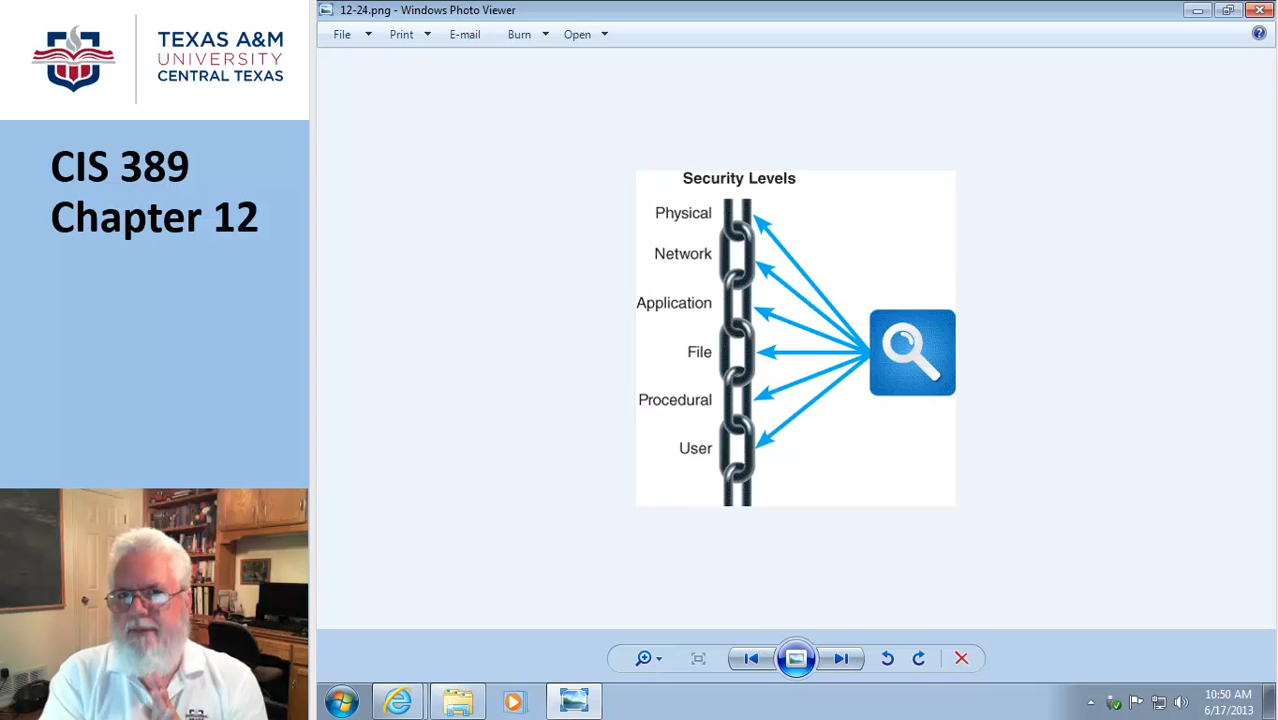 TEXAS A&M
UNIVERSITY
CENTRAL TEXAS
CIS 389
Chapter 12
12-24.png - Windows Photo Viewer
File Print E-mail Burn Open
Security Levels
Physical
Network
Application
File
Procedural
User
10:50 AM
6/17/2013